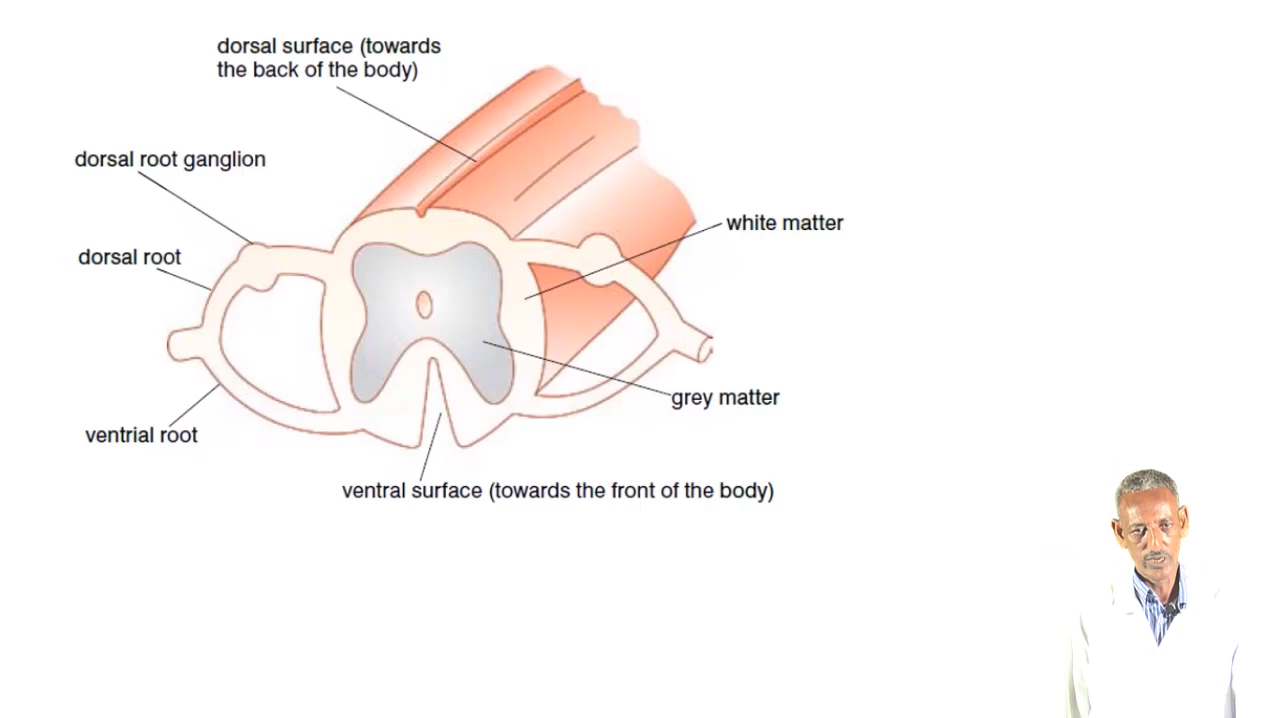 dorsal surface (towards
the back of the body)
dorsal root ganglion
white matter
dorsal root
grey matter
ventrial root
ventral surface (towards the front of the body)